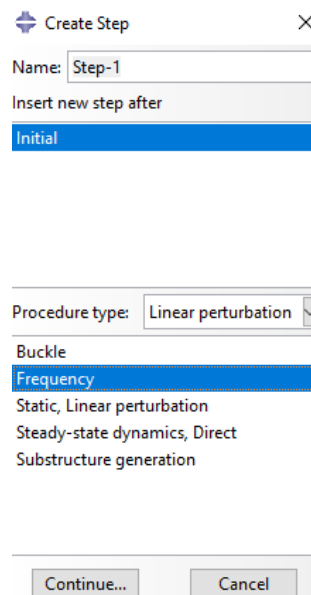 Create Step
Name: Step-1
Insert new step after
Initial
Procedure type: Linear perturbation
Buckle
Frequency
Static, Linear perturbation
Steady-state dynamics, Direct
Substructure generation
Continue... Cancel